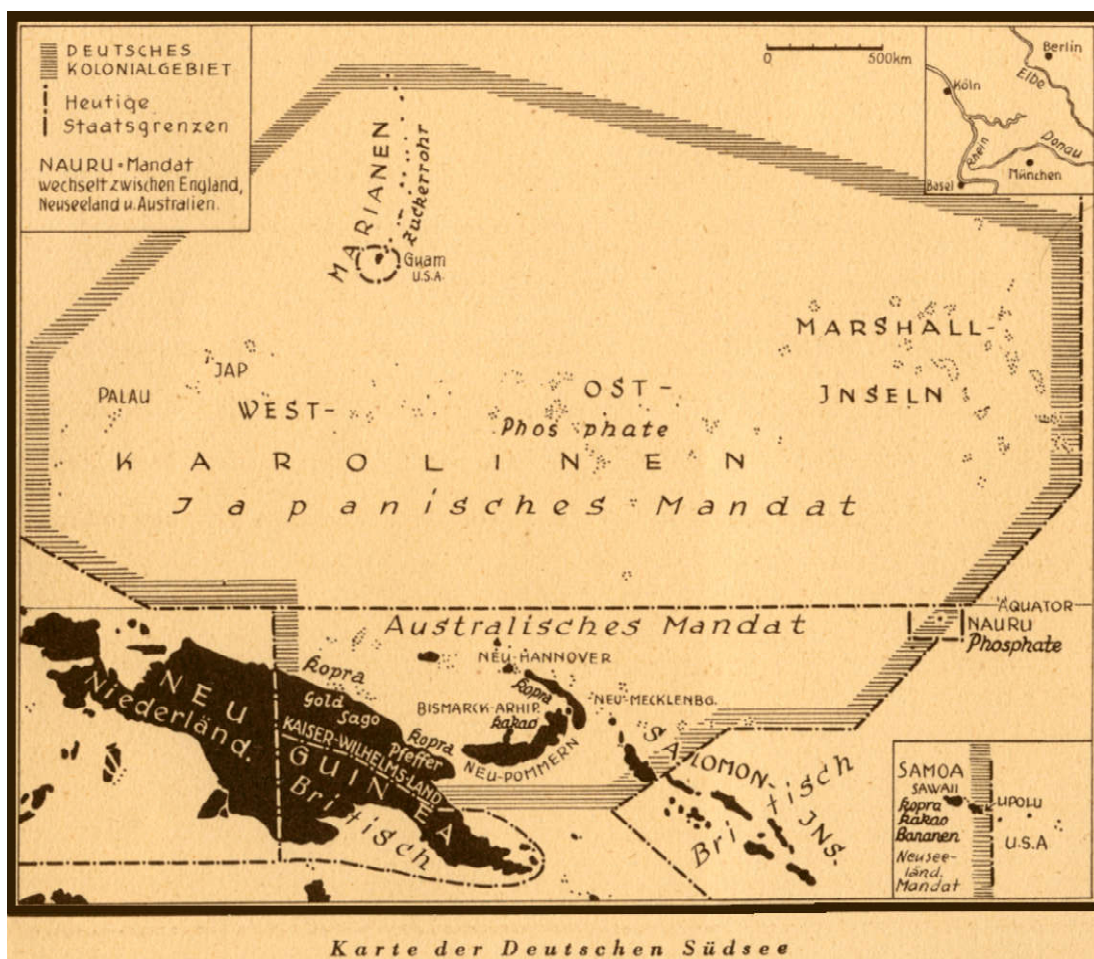 DEUTSCHES
KOLONIALGEBIET
Heutige
Staatsgrenzen
NAURU=Mandat
wechselt zwischen England,
Neuseeland u. Australien.
0 500km
Berlin
Elbe
Köln
Rhein
Donau
München
Basel
MARIANEN
Zuckerrohr
Guam
U.S.A.
MARSHALL-
JNSELN
PALAU
JAP
WEST-
OST-
Phosphate
KAROLINEN
Japanisches Mandat
ÄQUATOR
NAURU
Phosphate
Australisches Mandat
NEU-HANNOVER
Kopra
NEU-MECKLENBG.
BISMARCK-ARHIP.
Kakao
NEU-POMMERN
Kopra
Gold
Sago
Kopra
Pfeffer
KAISER-WILHELMS-LAND
NEU
GUINEA
Niederländ.
Britisch
SALOMON-
JNS-
Britisch
SAMOA
SAWAII
UPOLU
Kopra
Kakao
Bananen
U.S.A
Neusee-
länd.
Mandat
Karte der Deutschen Südsee